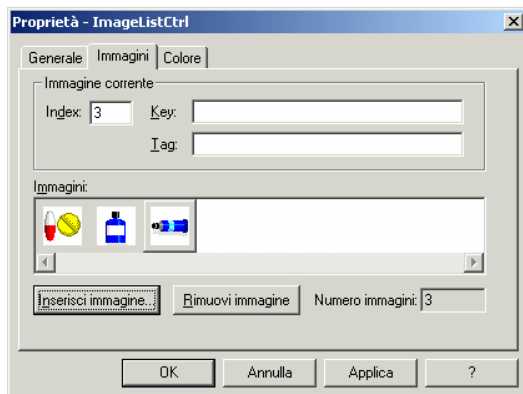 Proprietà - ImageListCtrl
Generale Immagini Colore
Immagine corrente
Index: 3 Key:
Tag:
Immagini:
Inserisci immagine... Rimuovi immagine Numero immagini: 3
OK Annulla Applica ?